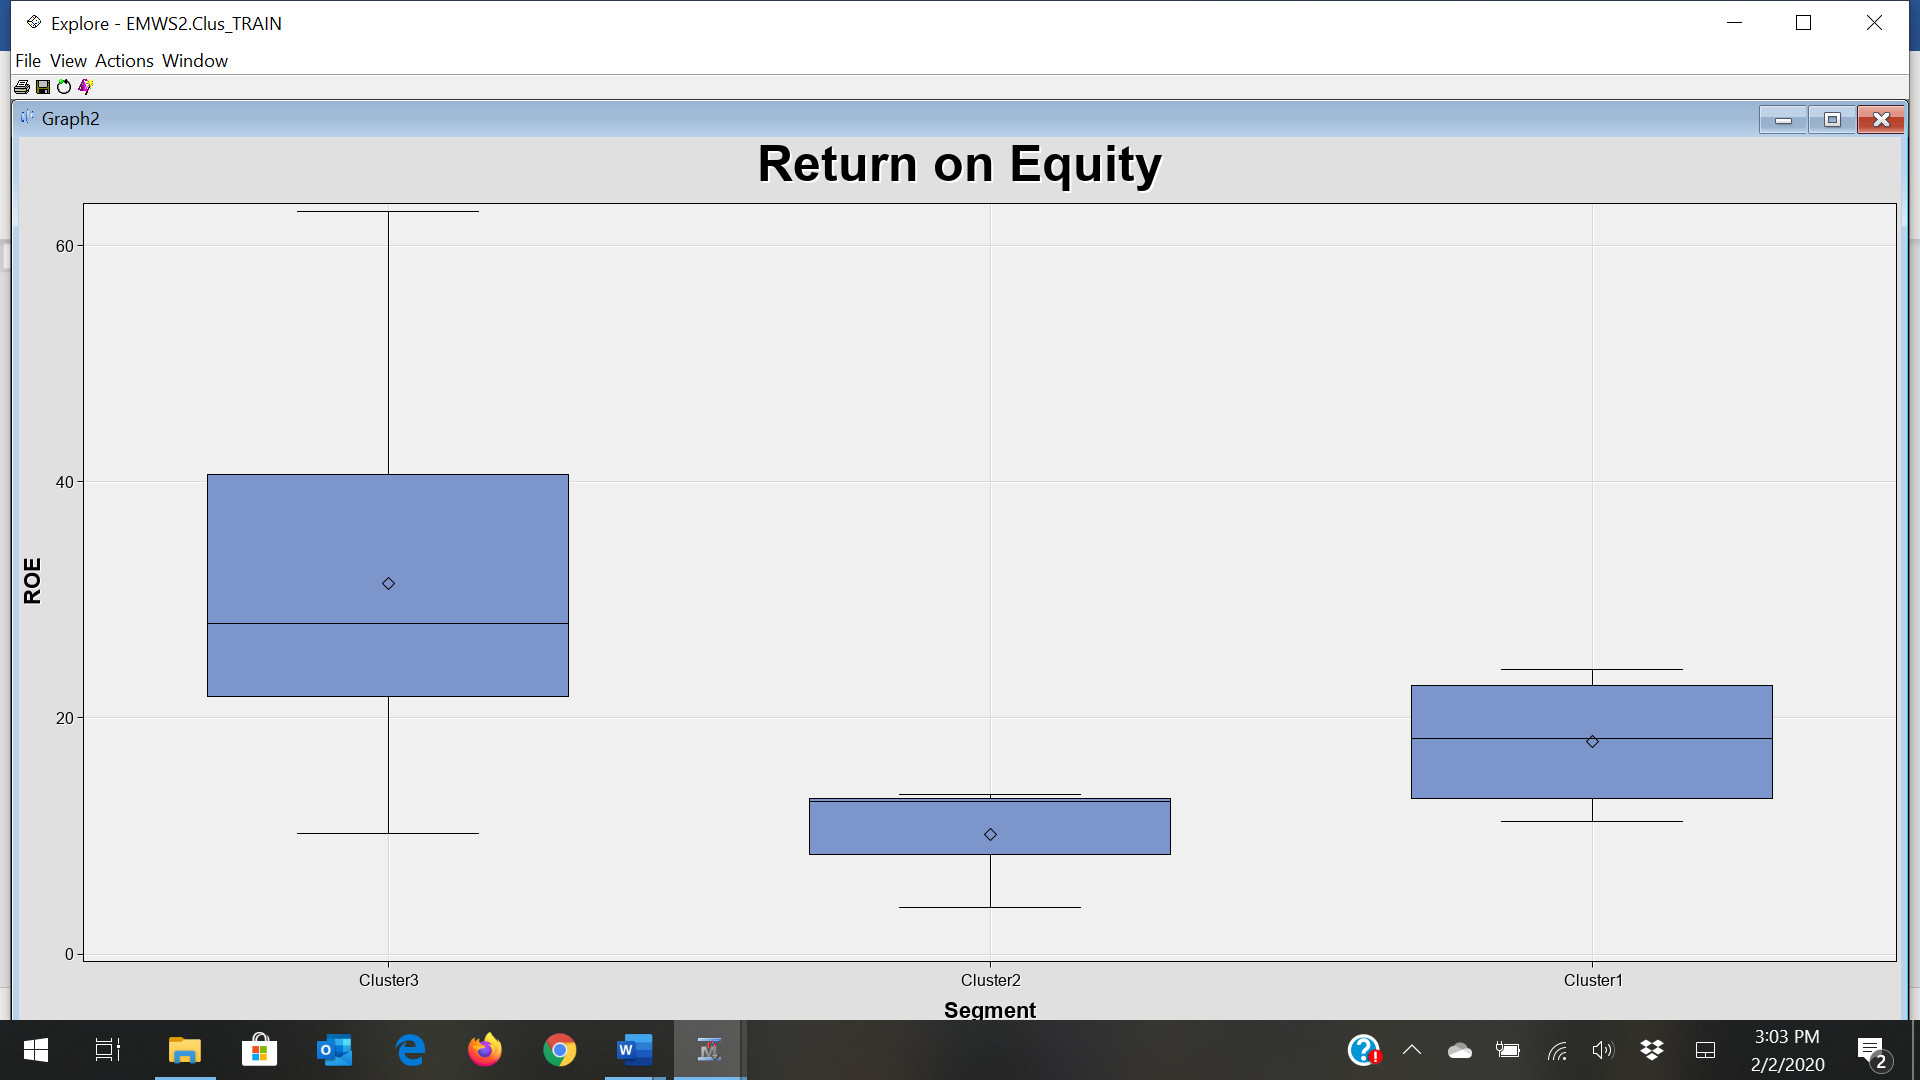 Explore - EMWS2.Clus_TRAIN
File View Actions Window
Graph2
Return on Equity
60
40
20
0
ROE
Cluster3 Cluster2 Cluster1
Segment
3:03 PM
2/2/2020
2